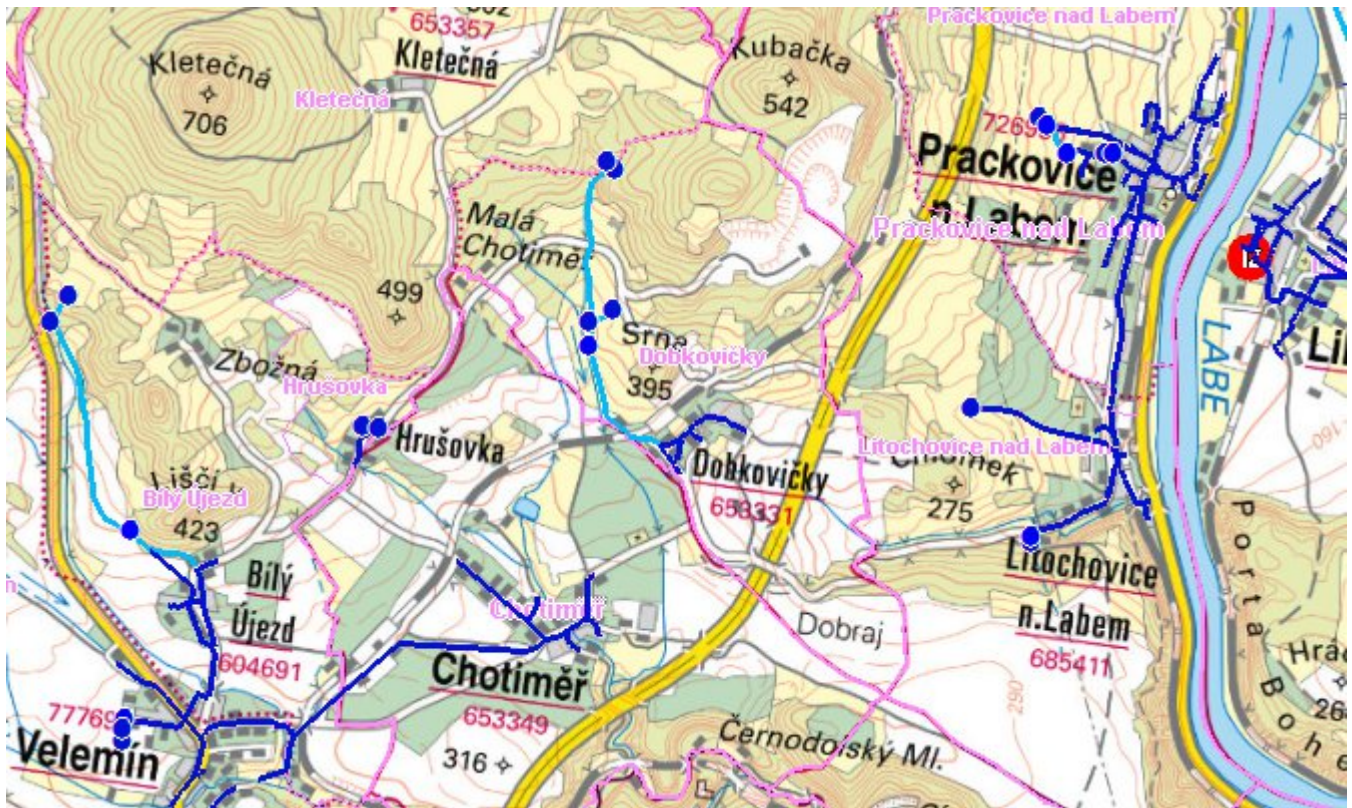 Prackovice nad Labem
653357
Kletečná
Kletečná
706
Kletečná
Kubačka
542
Prackovice
n.Labem
Prackovice nad Labem
Malá
Chotiměř
499
Zbožná
Hrušovka
Hrušovka
Srna
395
Dobkovičky
Dobkovičky
653331
LABE
160
Litochovice nad Labem
275
Litochovice
n.Labem
685411
Bílý Újezd
423
Bílý
Újezd
604691
Chotiměř
Chotiměř
653349
Dobraj
290
Porta Bohe
Velemín
316
Černodolský Ml.